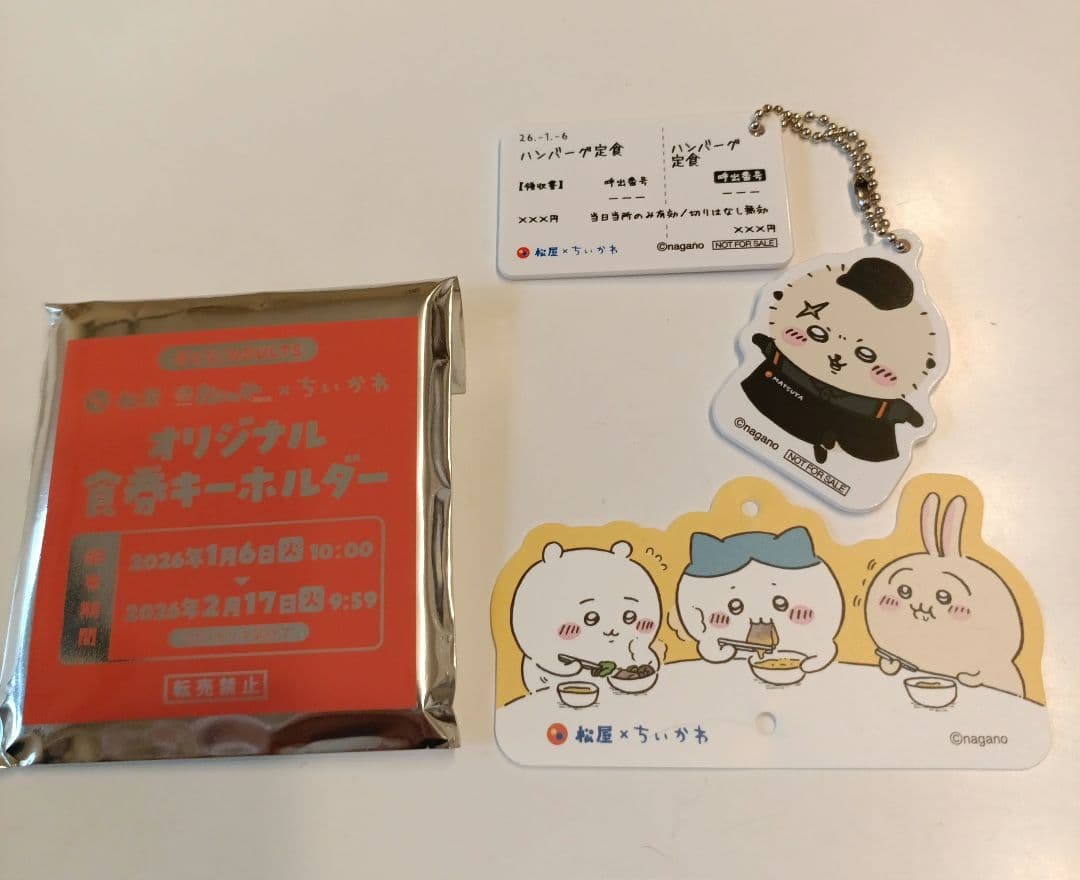 松屋 × ちいかわ
オリジナル
食券キーホルダー
2026年1月6日火 10:00
2026年2月17日火 9:59
転売禁止
26.-1.-6
ハンバーグ定食
【領収書】 呼出番号
---
×××円
ハンバーグ
定食
呼出番号
---
当日当所のみ有効/切りはなし無効
×××円
松屋×ちいかわ
©nagano NOT FOR SALE
MATSUYA
©nagano
NOT FOR SALE
松屋×ちいかわ
©nagano